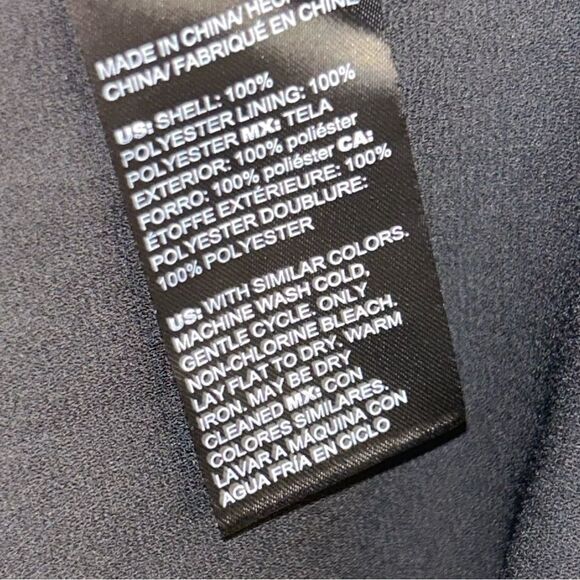 MADE IN CHINA/ HECHO
CHINA/ FABRIQUÉ EN CHINE
US: SHELL: 100%
POLYESTER LINING: 100%
POLYESTER MX: TELA
EXTERIOR: 100% poliéster
FORRO: 100% poliéster CA:
ÉTOFFE EXTÉRIEURE: 100%
POLYESTER DOUBLURE:
100% POLYESTER
US: WITH SIMILAR COLORS.
MACHINE WASH COLD,
GENTLE CYCLE. ONLY
NON-CHLORINE BLEACH.
LAY FLAT TO DRY. WARM
IRON. MAY BE DRY
CLEANED MX: CON
COLORES SIMILARES.
LAVAR A MÁQUINA CON
AGUA FRÍA EN CICLO